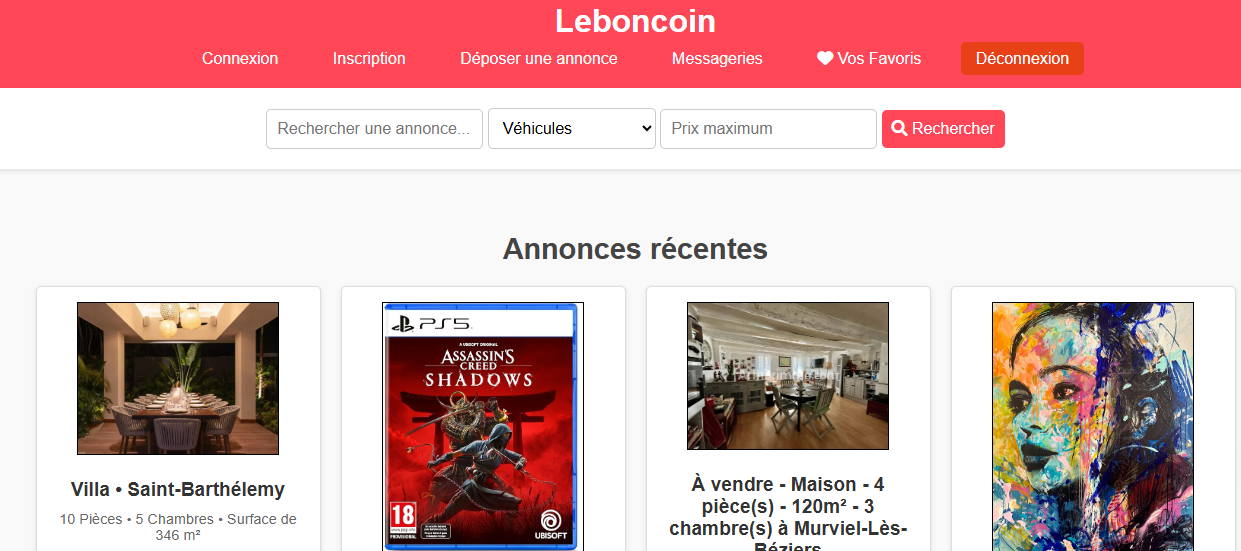 Leboncoin
Connexion Inscription Déposer une annonce Messageries Vos Favoris Déconnexion
Rechercher une annonce... Véhicules Prix maximum Rechercher
Annonces récentes
PS5
A UBISOFT ORIGINAL
ASSASSIN'S
CREED
SHADOWS
18
PROVISIONAL
UBISOFT
Villa • Saint-Barthélemy
10 Pièces • 5 Chambres • Surface de
346 m²
À vendre - Maison - 4
pièce(s) - 120m² - 3
chambre(s) à Murviel-Lès-
Béziers